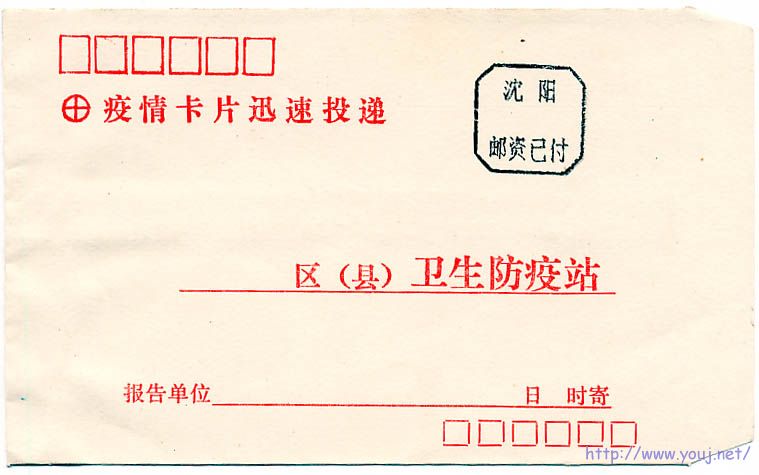 疫情卡片迅速投递
沈阳
邮资已付
区（县）卫生防疫站
报告单位 日 时寄
http://www.youj.net/